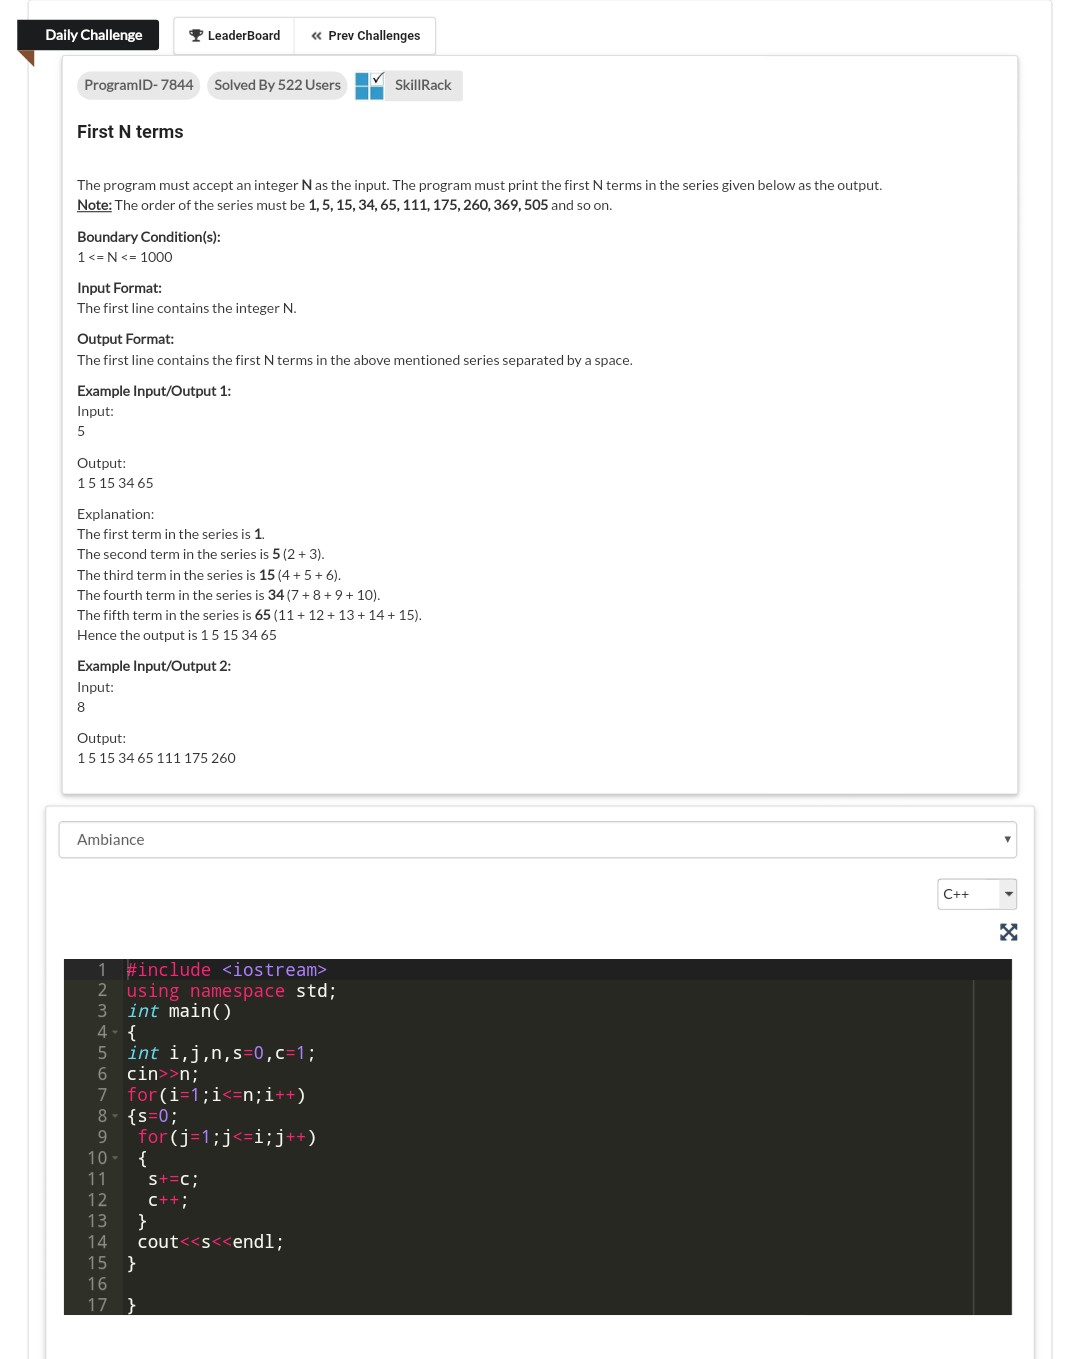 Daily Challenge
LeaderBoard
Prev Challenges
ProgramID- 7844
Solved By 522 Users
SkillRack
First N terms
The program must accept an integer N as the input. The program must print the first N terms in the series given below as the output.
Note: The order of the series must be 1, 5, 15, 34, 65, 111, 175, 260, 369, 505 and so on.
Boundary Condition(s):
1 <= N <= 1000
Input Format:
The first line contains the integer N.
Output Format:
The first line contains the first N terms in the above mentioned series separated by a space.
Example Input/Output 1:
Input:
5
Output:
1 5 15 34 65
Explanation:
The first term in the series is 1.
The second term in the series is 5 (2 + 3).
The third term in the series is 15 (4 + 5 + 6).
The fourth term in the series is 34 (7 + 8 + 9 + 10).
The fifth term in the series is 65 (11 + 12 + 13 + 14 + 15).
Hence the output is 1 5 15 34 65
Example Input/Output 2:
Input:
8
Output:
1 5 15 34 65 111 175 260
Ambiance
C++
1 #include <iostream>
2 using namespace std;
3 int main()
4 {
5 int i,j,n,s=0,c=1;
6 cin>>n;
7 for(i=1;i<=n;i++)
8 {s=0;
9  for(j=1;j<=i;j++)
10  {
11   s+=c;
12   c++;
13  }
14  cout<<s<<endl;
15 }
16
17 }